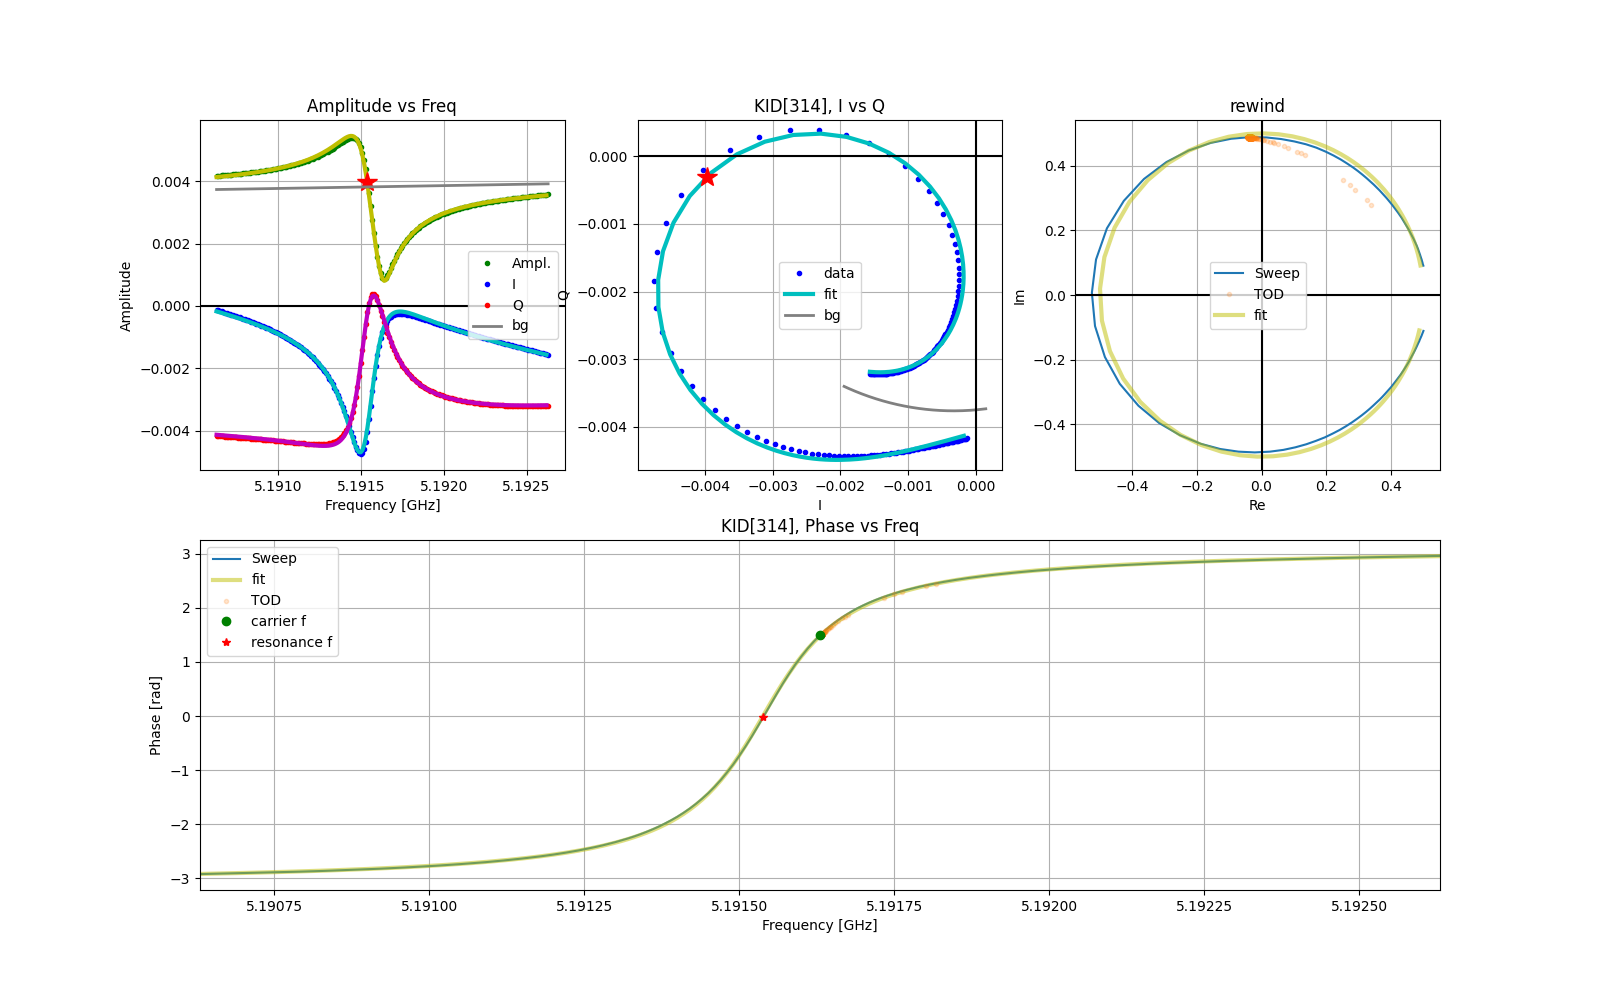 Amplitude vs Freq
KID[314], I vs Q
rewind
Amplitude
0.004
0.002
0.000
−0.002
−0.004
5.1910
5.1915
5.1920
5.1925
Frequency [GHz]
Ampl.
I
Q
bg
Q
0.000
−0.001
−0.002
−0.003
−0.004
−0.004
−0.003
−0.002
−0.001
0.000
I
data
fit
bg
Im
0.4
0.2
0.0
−0.2
−0.4
−0.4
−0.2
0.0
0.2
0.4
Re
Sweep
TOD
fit
KID[314], Phase vs Freq
Phase [rad]
3
2
1
0
−1
−2
−3
Sweep
fit
TOD
carrier f
resonance f
5.19075
5.19100
5.19125
5.19150
5.19175
5.19200
5.19225
5.19250
Frequency [GHz]